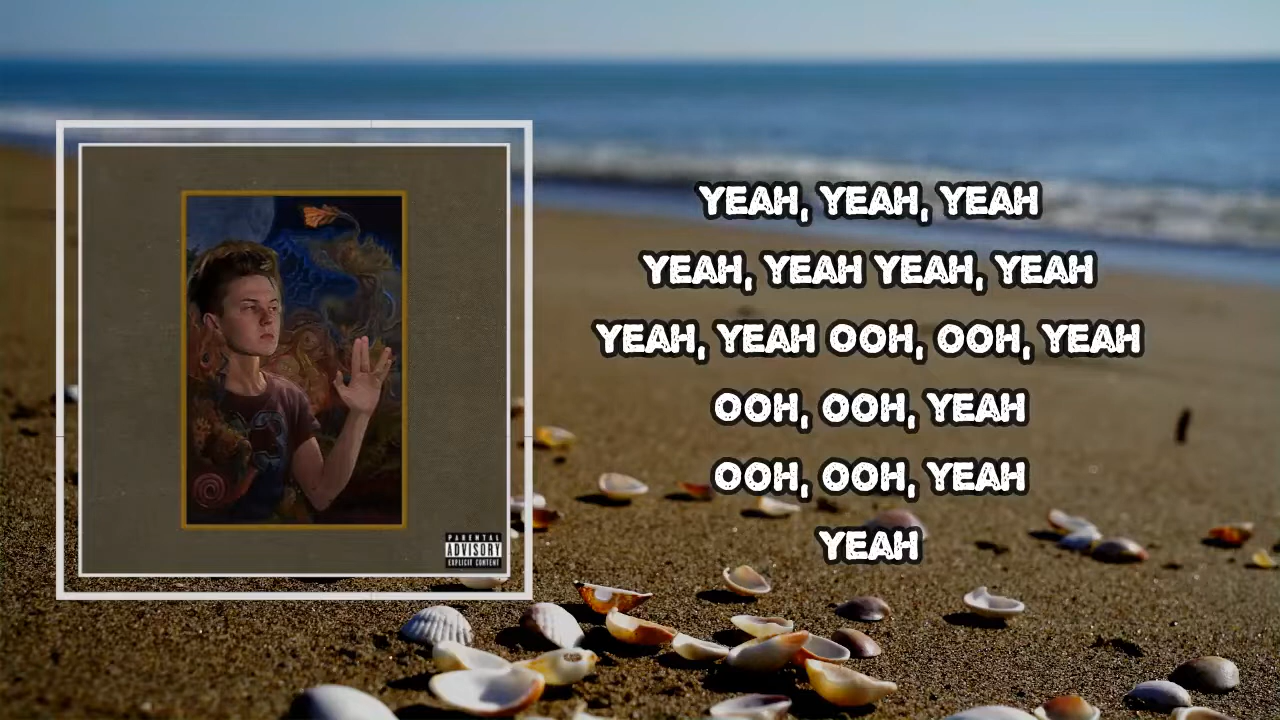 YEAH, YEAH, YEAH
YEAH, YEAH YEAH, YEAH
YEAH, YEAH OOH, OOH, YEAH
OOH, OOH, YEAH
OOH, OOH, YEAH
YEAH
PARENTAL
ADVISORY
EXPLICIT CONTENT